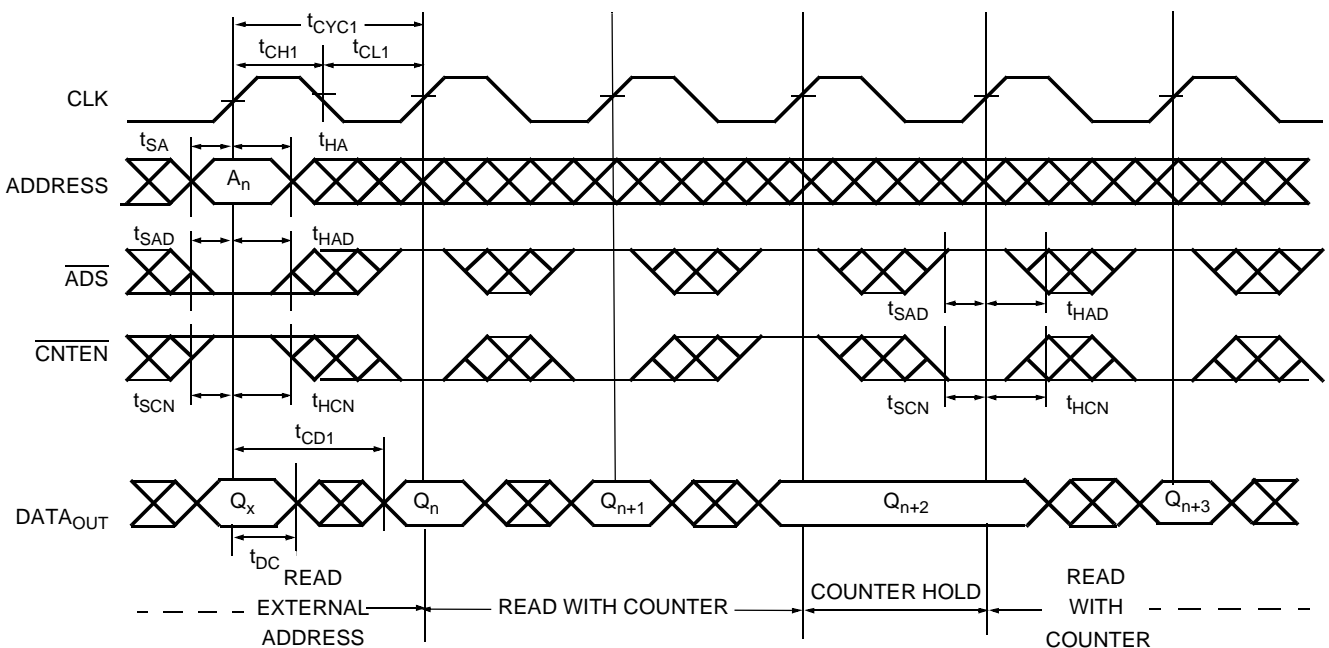 tCYC1
tCH1
tCL1
CLK
tSA
tHA
ADDRESS
An
tSAD
tHAD
ADS
tSAD
tHAD
CNTEN
tSCN
tHCN
tSCN
tHCN
tCD1
DATAOUT
Qx
Qn
Qn+1
Qn+2
Qn+3
tDC
READ
EXTERNAL
ADDRESS
READ WITH COUNTER
COUNTER HOLD
READ
WITH
COUNTER